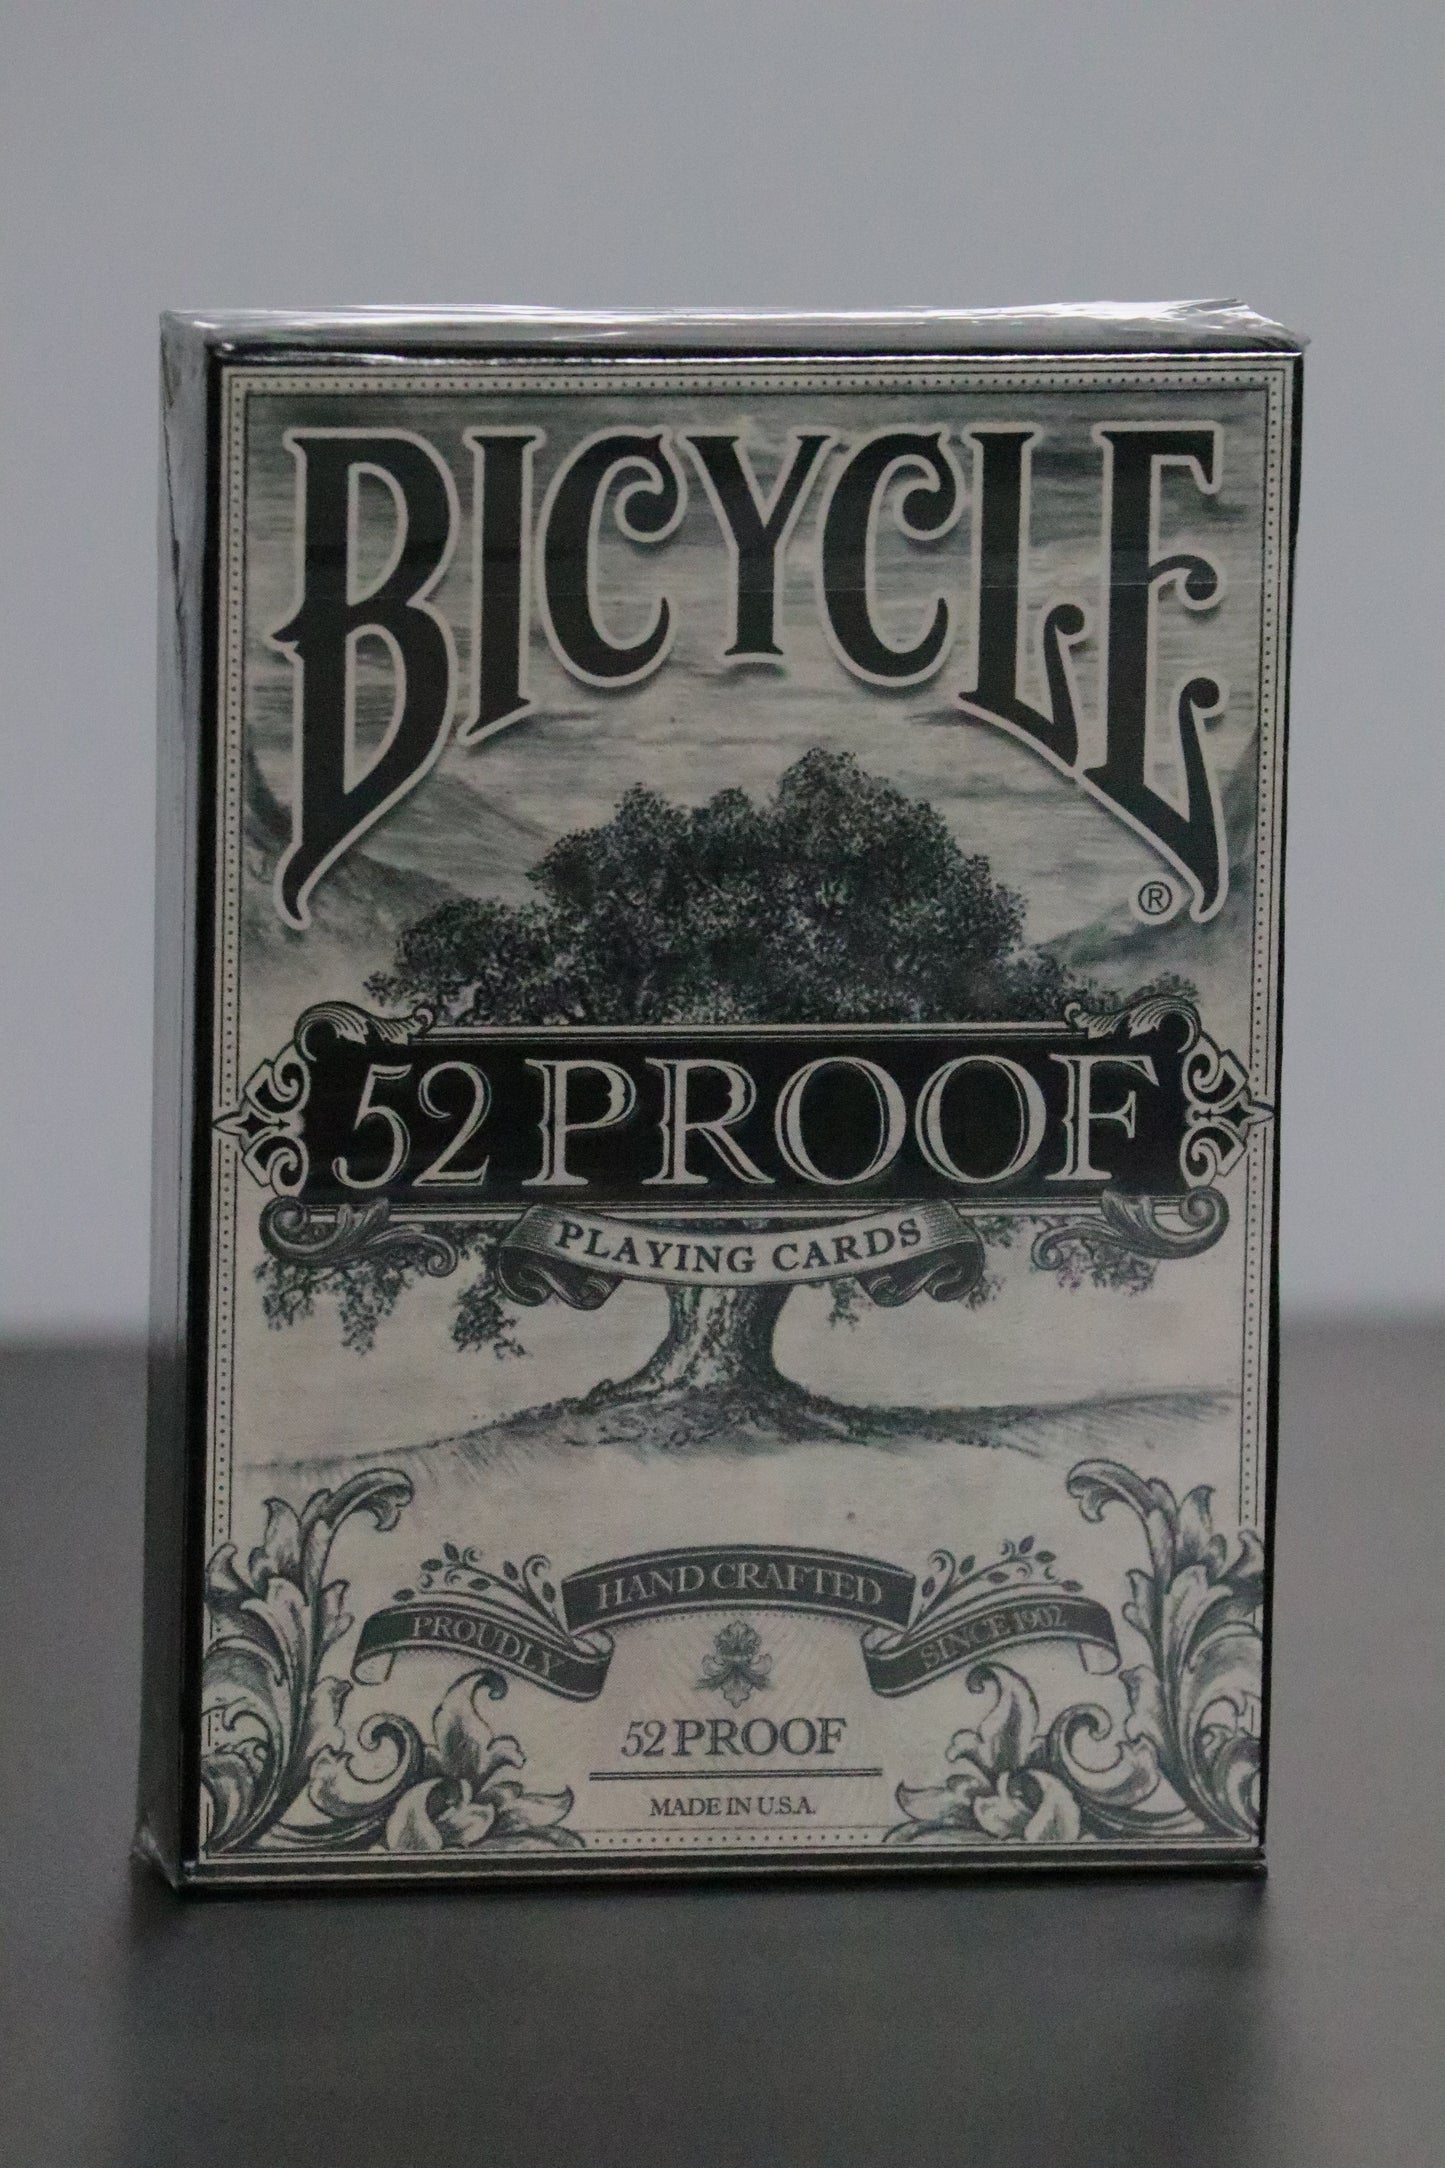 BICYCLE
®
52 PROOF
PLAYING CARDS
PROUDLY HAND CRAFTED SINCE 1902
52 PROOF
MADE IN U.S.A.